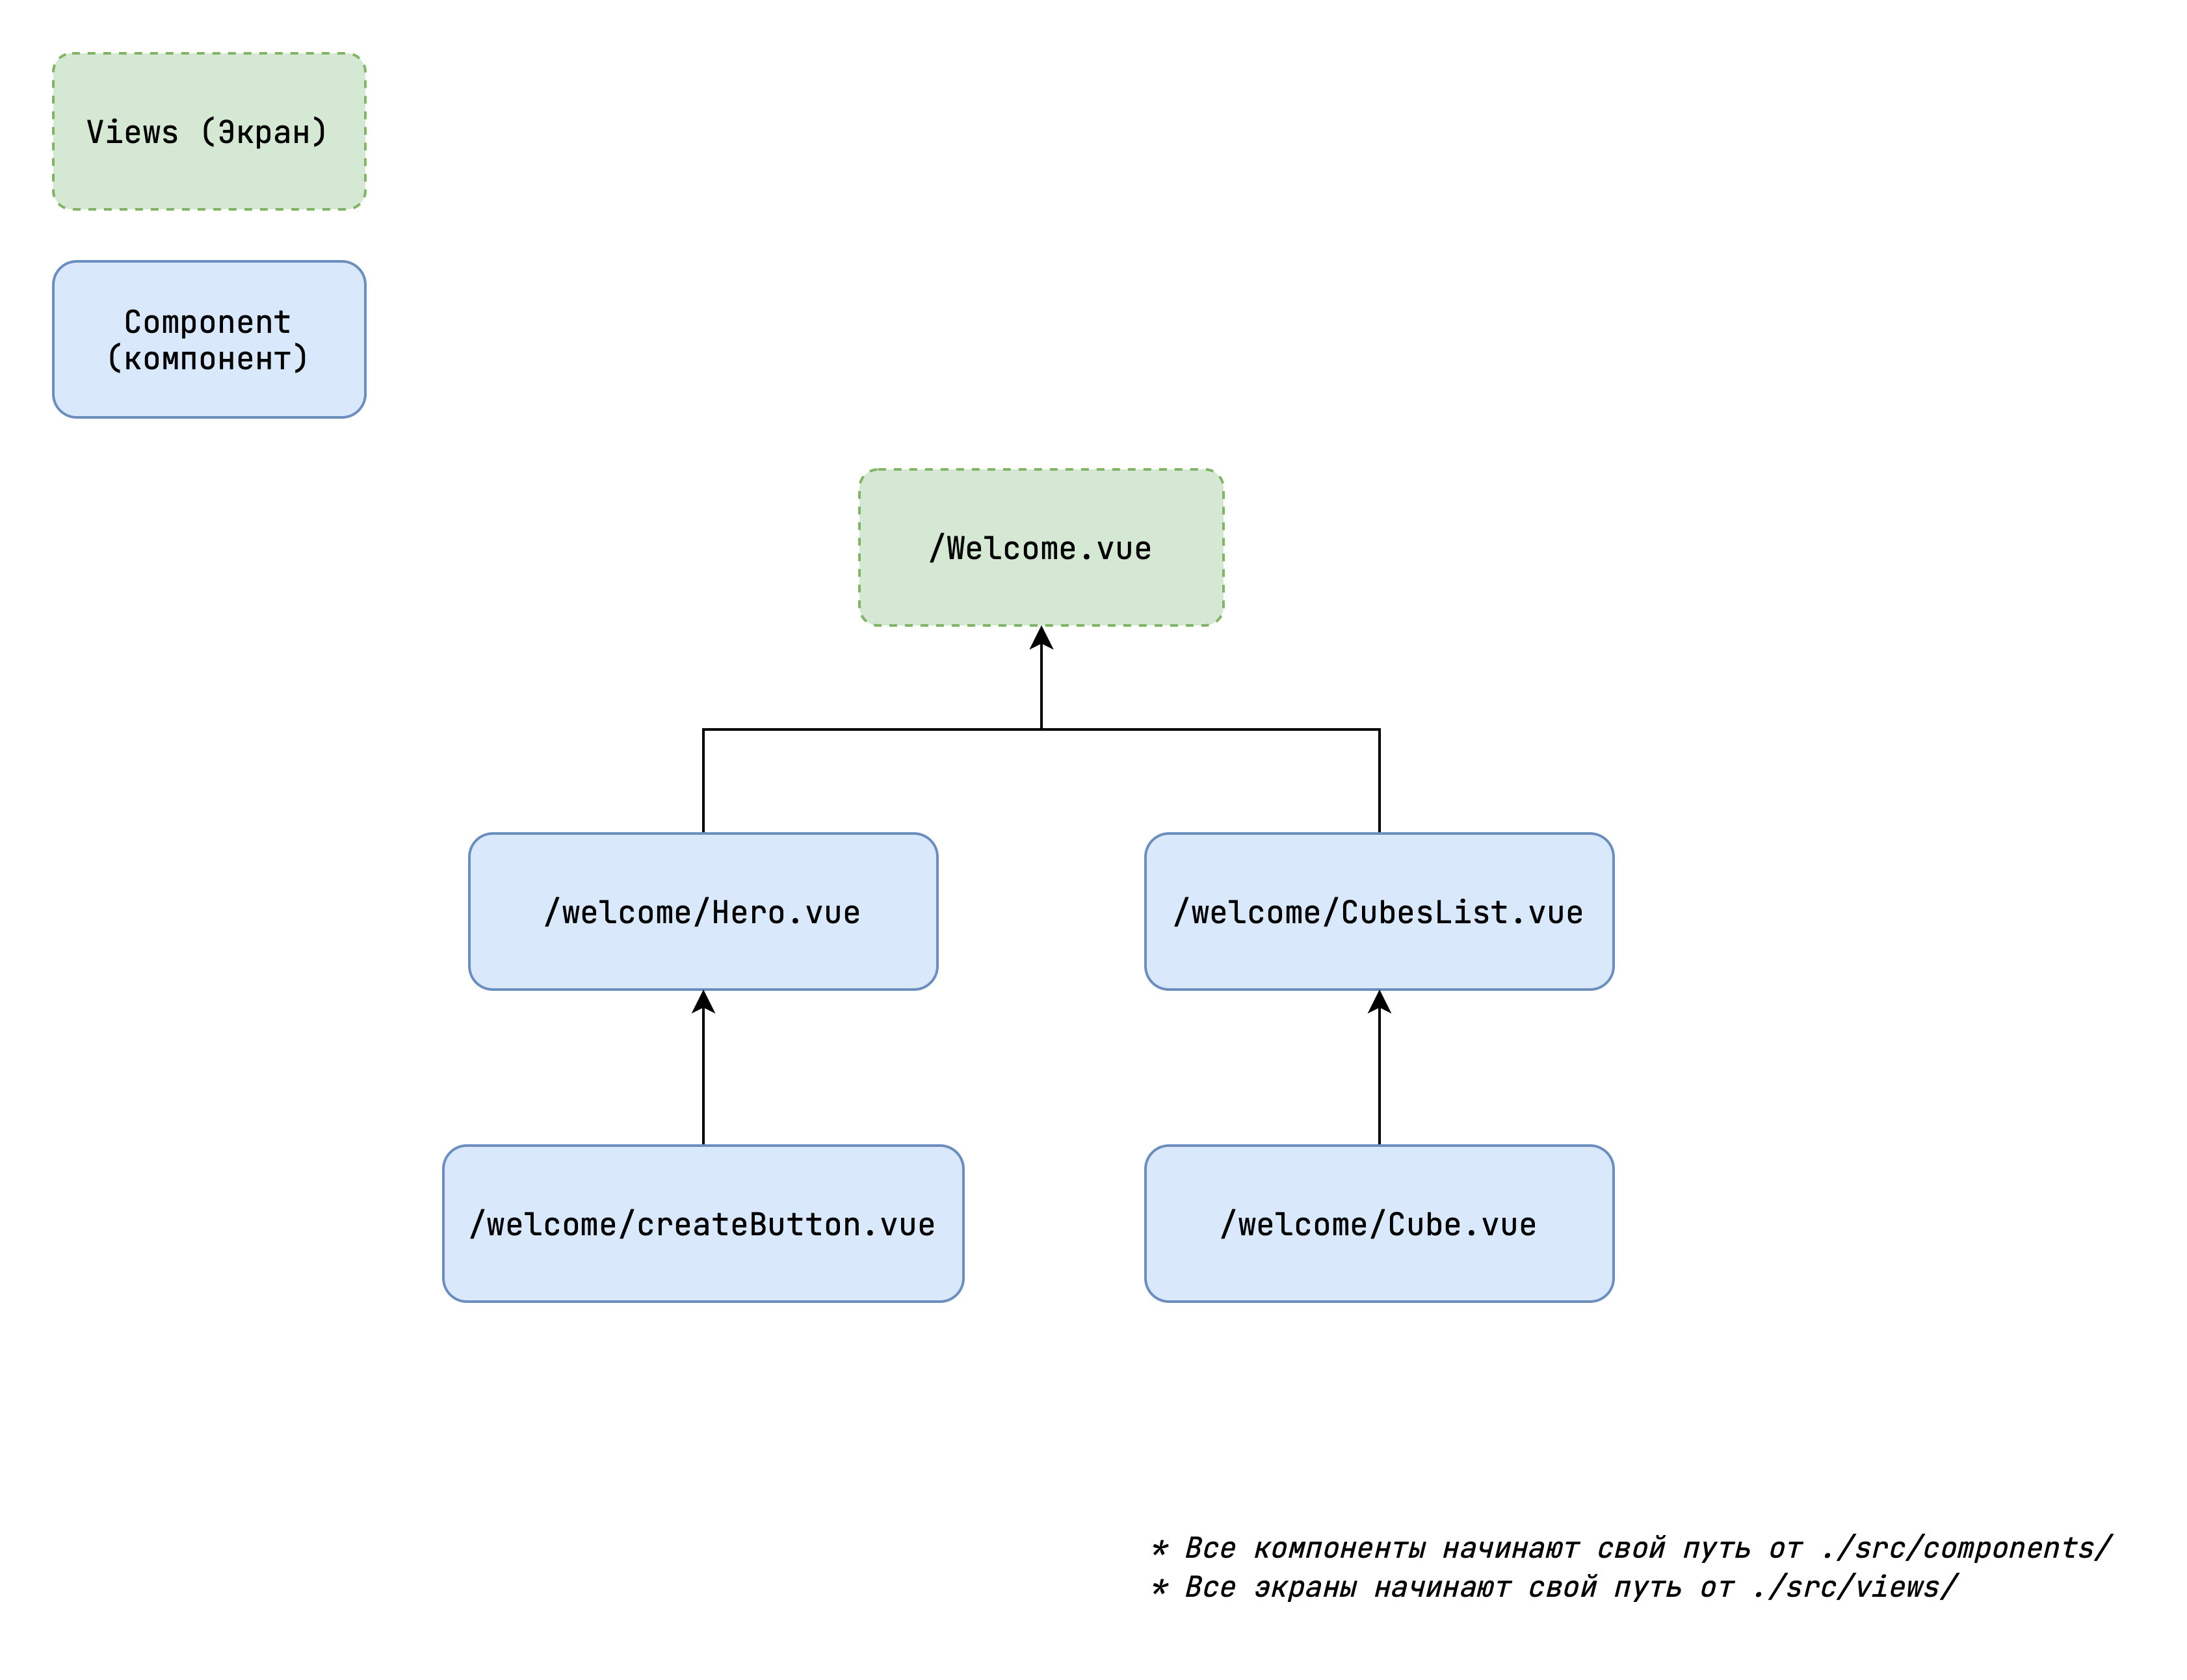 Views (Экран)
Component
(компонент)
/Welcome.vue
/welcome/Hero.vue
/welcome/CubesList.vue
/welcome/createButton.vue
/welcome/Cube.vue
* Все компоненты начинают свой путь от ./src/components/
* Все экраны начинают свой путь от ./src/views/